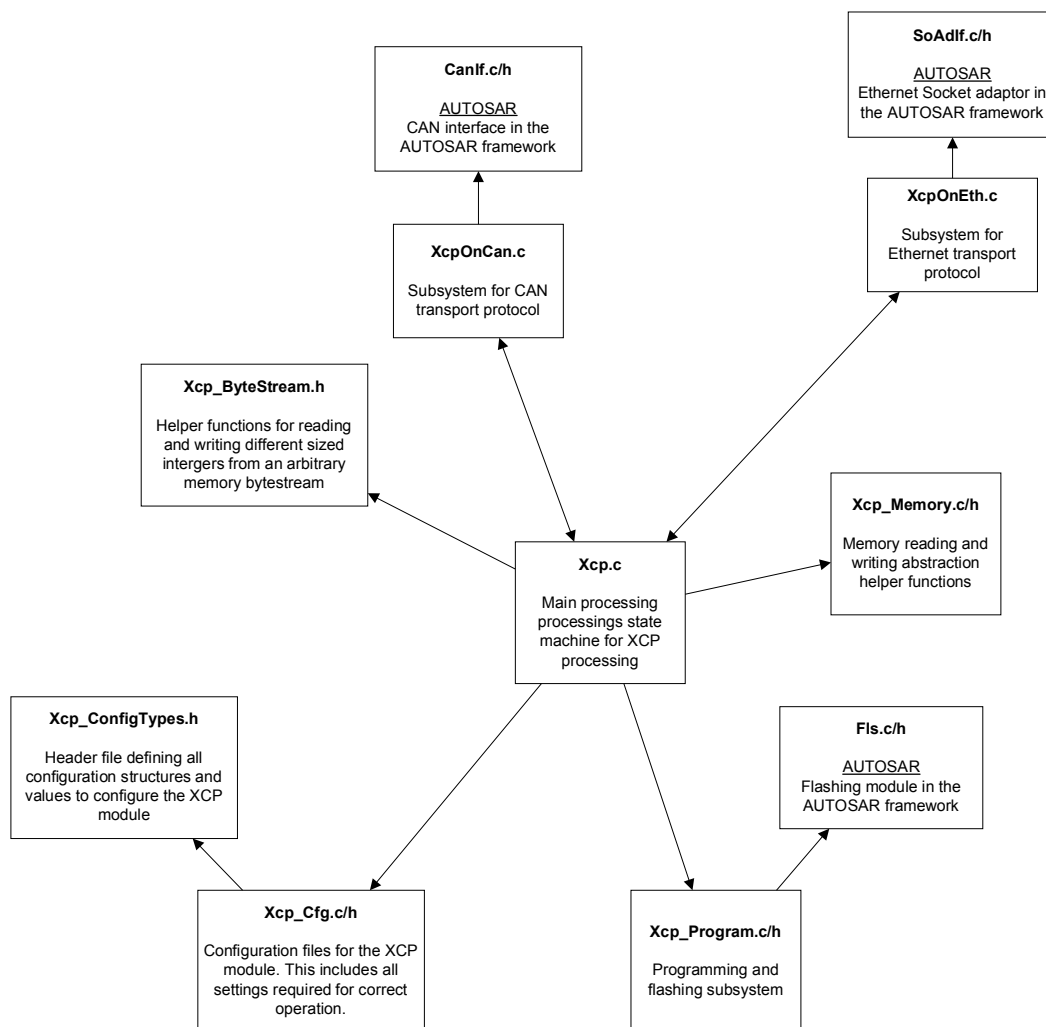 SoAdIf.c/h
AUTOSAR
Ethernet Socket adaptor in
the AUTOSAR framework
CanIf.c/h
AUTOSAR
CAN interface in the
AUTOSAR framework
XcpOnEth.c
Subsystem for
Ethernet transport
protocol
XcpOnCan.c
Subsystem for CAN
transport protocol
Xcp_ByteStream.h
Helper functions for reading
and writing different sized
intergers from an arbitrary
memory bytestream
Xcp_Memory.c/h
Memory reading and
writing abstraction
helper functions
Xcp.c
Main processing
processings state
machine for XCP
processing
Xcp_ConfigTypes.h
Header file defining all
configuration structures and
values to configure the XCP
module
Fls.c/h
AUTOSAR
Flashing module in the
AUTOSAR framework
Xcp_Cfg.c/h
Configuration files for the XCP
module. This includes all
settings required for correct
operation.
Xcp_Program.c/h
Programming and
flashing subsystem